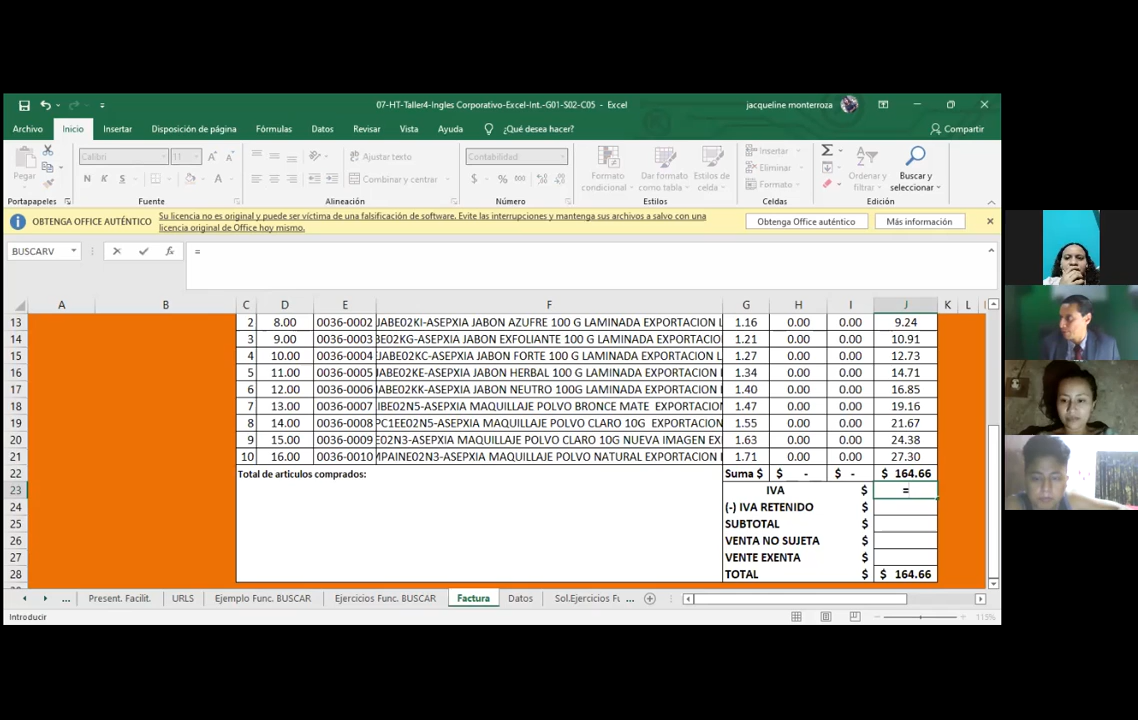 07-HT-Taller4-Ingles Corporativo-Excel-Int.-G01-S02-C05 - Excel
jacqueline monterroza
Archivo Inicio Insertar Disposición de página Fórmulas Datos Revisar Vista Ayuda ¿Qué desea hacer? Compartir
Pegar
Calibri 11
N K S
Ajustar texto
Combinar y centrar
Contabilidad
$ % 000
Formato condicional
Dar formato como tabla
Estilos de celda
Insertar
Eliminar
Formato
Ordenar y filtrar
Buscar y seleccionar
Portapapeles Fuente Alineación Número Estilos Celdas Edición
OBTENGA OFFICE AUTÉNTICO Su licencia no es original y puede ser víctima de una falsificación de software. Evite las interrupciones y mantenga sus archivos a salvo con una
licencia original de Office hoy mismo.
Obtenga Office auténtico Más información
BUSCARV fx =
A B C D E F G H I J K L
13 2 8.00 0036-0002 JABE02KI-ASEPXIA JABON AZUFRE 100 G LAMINADA EXPORTACION 1.16 0.00 0.00 9.24
14 3 9.00 0036-0003 BE02KG-ASEPXIA JABON EXFOLIANTE 100 G LAMINADA EXPORTACIO 1.21 0.00 0.00 10.91
15 4 10.00 0036-0004 JABE02KC-ASEPXIA JABON FORTE 100 G LAMINADA EXPORTACION 1.27 0.00 0.00 12.73
16 5 11.00 0036-0005 JABE02KE-ASEPXIA JABON HERBAL 100 G LAMINADA EXPORTACION 1.34 0.00 0.00 14.71
17 6 12.00 0036-0006 JABE02KK-ASEPXIA JABON NEUTRO 100G LAMINADA EXPORTACION 1.40 0.00 0.00 16.85
18 7 13.00 0036-0007 IBE02N5-ASEPXIA MAQUILLAJE POLVO BRONCE MATE EXPORTACION 1.47 0.00 0.00 19.16
19 8 14.00 0036-0008 PC1EE02N5-ASEPXIA MAQUILLAJE POLVO CLARO 10G EXPORTACION 1.55 0.00 0.00 21.67
20 9 15.00 0036-0009 E02N3-ASEPXIA MAQUILLAJE POLVO CLARO 10G NUEVA IMAGEN EX 1.63 0.00 0.00 24.38
21 10 16.00 0036-0010 MPAINE02N3-ASEPXIA MAQUILLAJE POLVO NATURAL EXPORTACION 1.71 0.00 0.00 27.30
22 Total de articulos comprados: Suma $ $ - $ - $ 164.66
23 IVA $ =
24 (-) IVA RETENIDO $
25 SUBTOTAL $
26 VENTA NO SUJETA $
27 VENTE EXENTA $
28 TOTAL $ $ 164.66
... Present. Facilit. URLS Ejemplo Func. BUSCAR Ejercicios Func. BUSCAR Factura Datos Sol.Ejercicios Fu ...
Introducir 115%